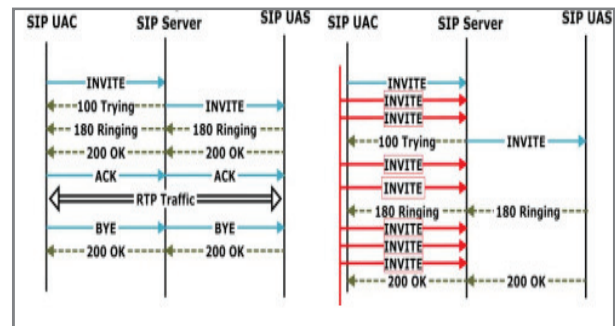 SIP UAC SIP Server SIP UAS
INVITE
100 Trying INVITE
180 Ringing 180 Ringing
200 OK 200 OK
ACK ACK
RTP Traffic
BYE BYE
200 OK 200 OK
SIP UAC SIP Server SIP UAS
INVITE
INVITE
INVITE
100 Trying INVITE
INVITE
INVITE
180 Ringing 180 Ringing
INVITE
INVITE
INVITE
200 OK 200 OK